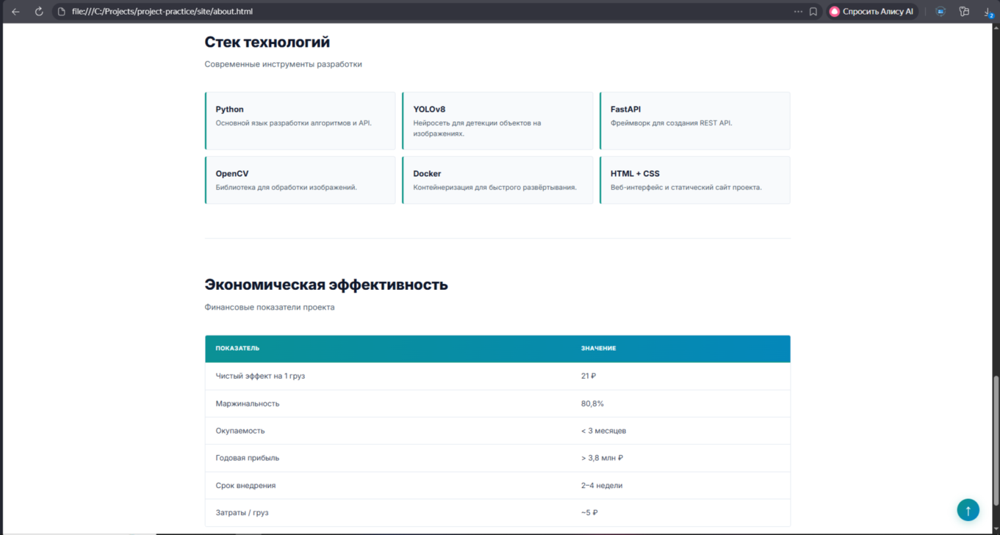 file:///C:/Projects/project-practice/site/about.html
Спросить Алису AI
2
Стек технологий
Современные инструменты разработки
Python
Основной язык разработки алгоритмов и API.
YOLOv8
Нейросеть для детекции объектов на
изображениях.
FastAPI
Фреймворк для создания REST API.
OpenCV
Библиотека для обработки изображений.
Docker
Контейнеризация для быстрого развёртывания.
HTML + CSS
Веб-интерфейс и статический сайт проекта.
Экономическая эффективность
Финансовые показатели проекта
ПОКАЗАТЕЛЬ ЗНАЧЕНИЕ
Чистый эффект на 1 груз 21 ₽
Маржинальность 80,8%
Окупаемость < 3 месяцев
Годовая прибыль > 3,8 млн ₽
Срок внедрения 2–4 недели
Затраты / груз ~5 ₽